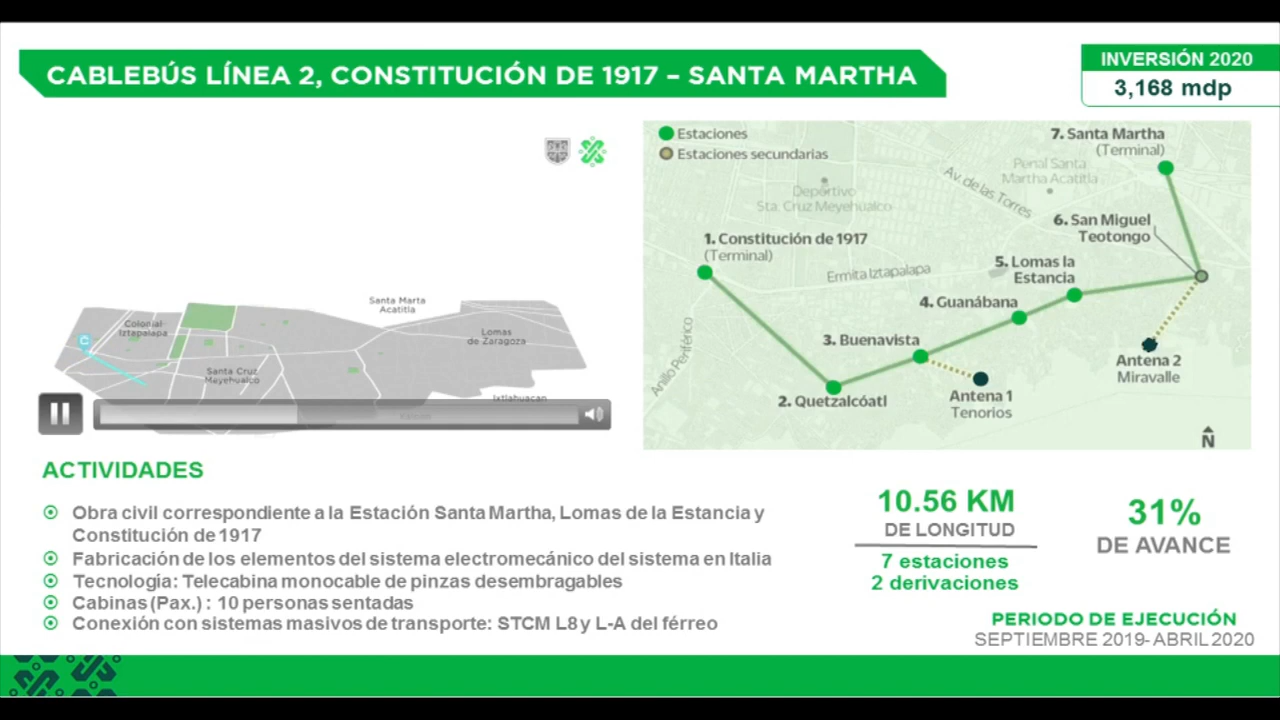 CABLEBÚS LÍNEA 2, CONSTITUCIÓN DE 1917 – SANTA MARTHA
INVERSIÓN 2020
3,168 mdp
Colonial
Iztapalapa
Santa Marta
Acatitla
Lomas
de Zaragoza
Santa Cruz
Meyehualco
Ixtlahuacan
C
Estaciones
Estaciones secundarias
7. Santa Martha
(Terminal)
Penal Santa
Martha Acatitla
Deportivo
Sta. Cruz Meyehualco
Av. de las Torres
6. San Miguel
Teotongo
1. Constitución de 1917
(Terminal)
Ermita Iztapalapa
5. Lomas la
Estancia
4. Guanábana
3. Buenavista
Anillo Periférico
2. Quetzalcóatl
Antena 1
Tenorios
Antena 2
Miravalle
N
ACTIVIDADES
Obra civil correspondiente a la Estación Santa Martha, Lomas de la Estancia y
Constitución de 1917
Fabricación de los elementos del sistema electromecánico del sistema en Italia
Tecnología: Telecabina monocable de pinzas desembragables
Cabinas (Pax.) : 10 personas sentadas
Conexión con sistemas masivos de transporte: STCM L8 y L-A del férreo
10.56 KM
DE LONGITUD
7 estaciones
2 derivaciones
31%
DE AVANCE
PERIODO DE EJECUCIÓN
SEPTIEMBRE 2019- ABRIL 2020